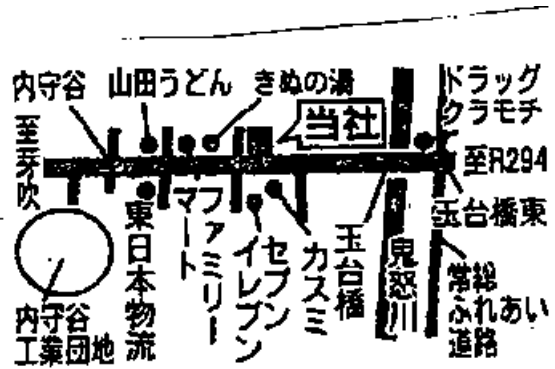 内守谷
山田うどん
きぬの湯
ドラッグ
クラモチ
当社
至芽吹
至R294
玉台橋東
東日本物流
ファミリー
マート
セブン
イレブン
カスミ
玉台橋
鬼怒川
常総
ふれあい
道路
内守谷
工業団地